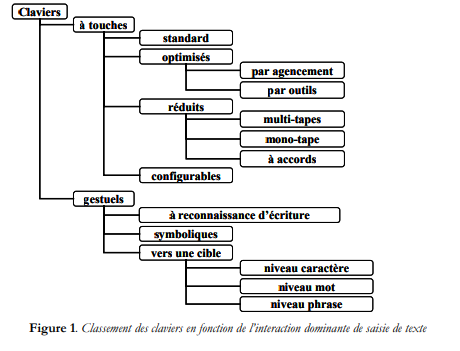 Claviers
à touches
standard
optimisés
par agencement
par outils
réduits
multi-tapes
mono-tape
à accords
configurables
gestuels
à reconnaissance d'écriture
symboliques
vers une cible
niveau caractère
niveau mot
niveau phrase
Figure 1. Classement des claviers en fonction de l'interaction dominante de saisie de texte